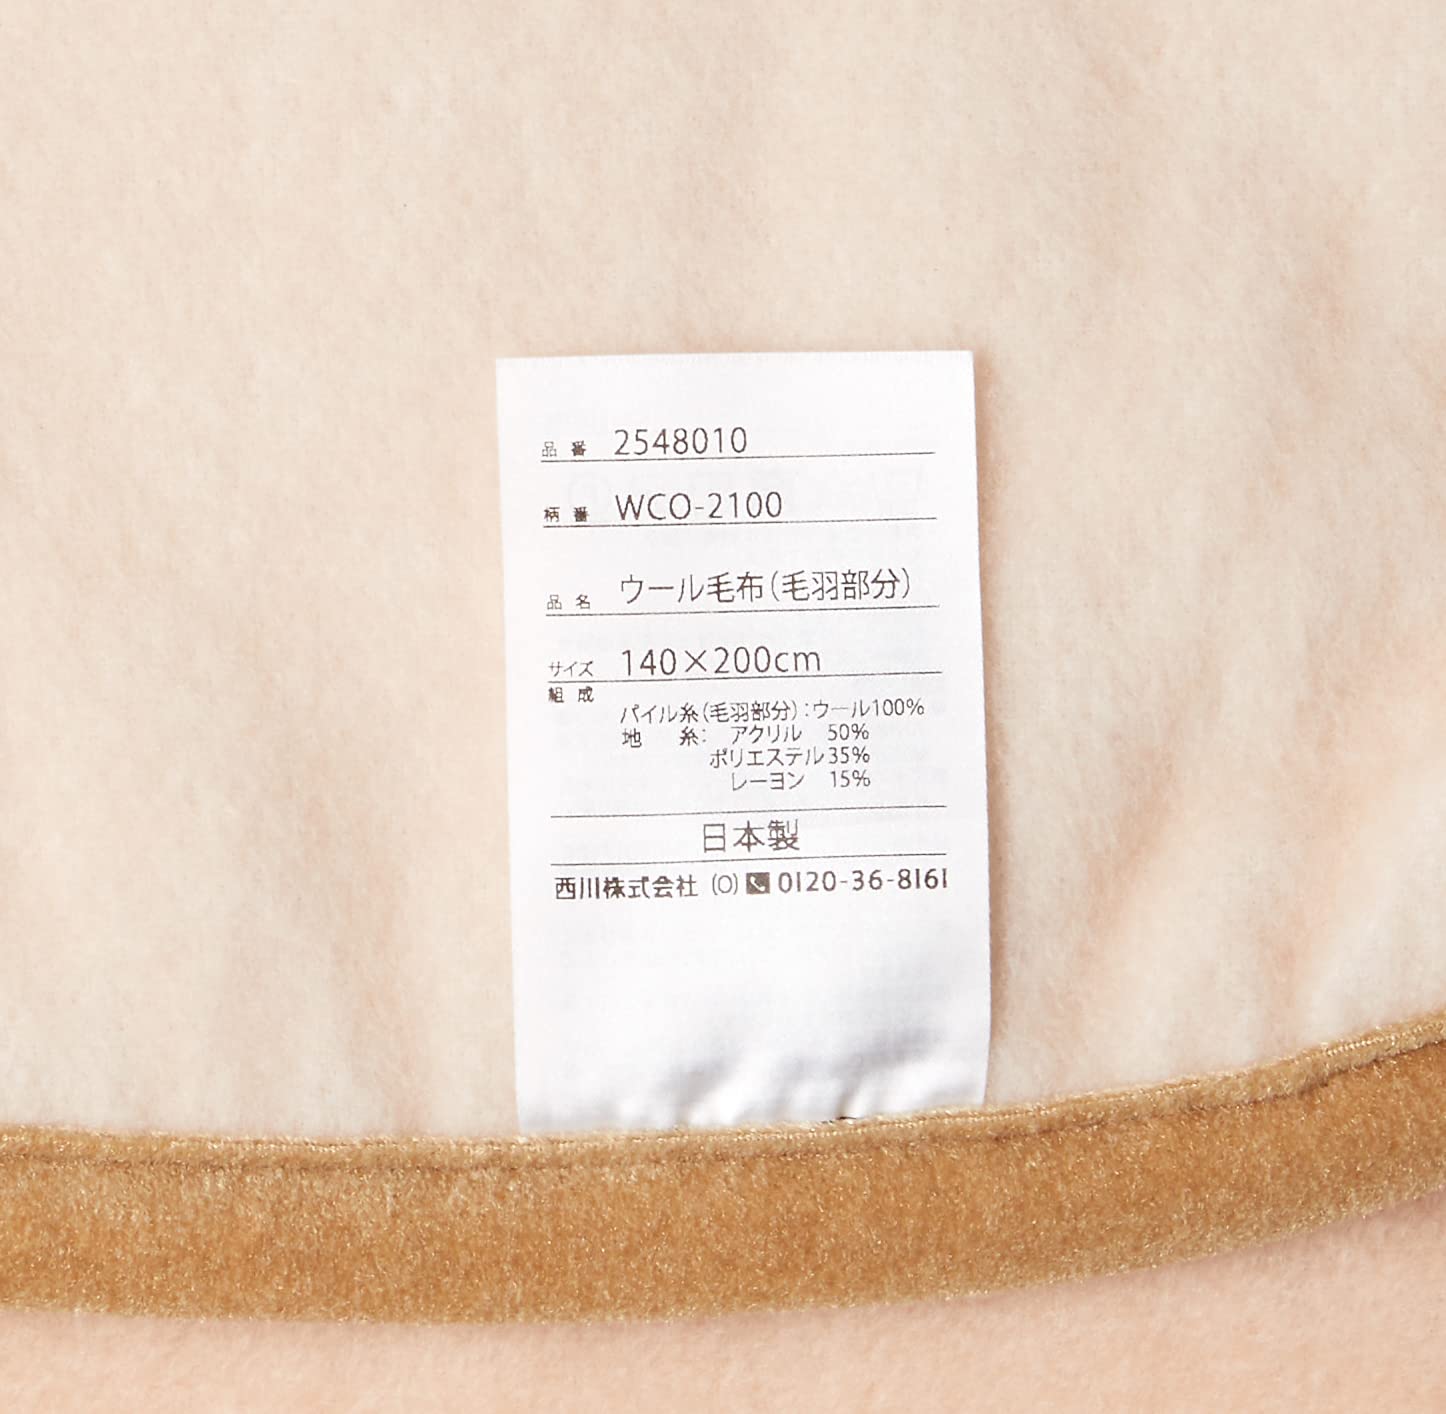 品番 2548010
柄番 WCO-2100
品名 ウール毛布(毛羽部分)
サイズ 140×200cm
組成
パイル糸(毛羽部分):ウール100%
地 糸: アクリル 50%
ポリエステル 35%
レーヨン 15%
日本製
西川株式会社 (O) 0120-36-8161